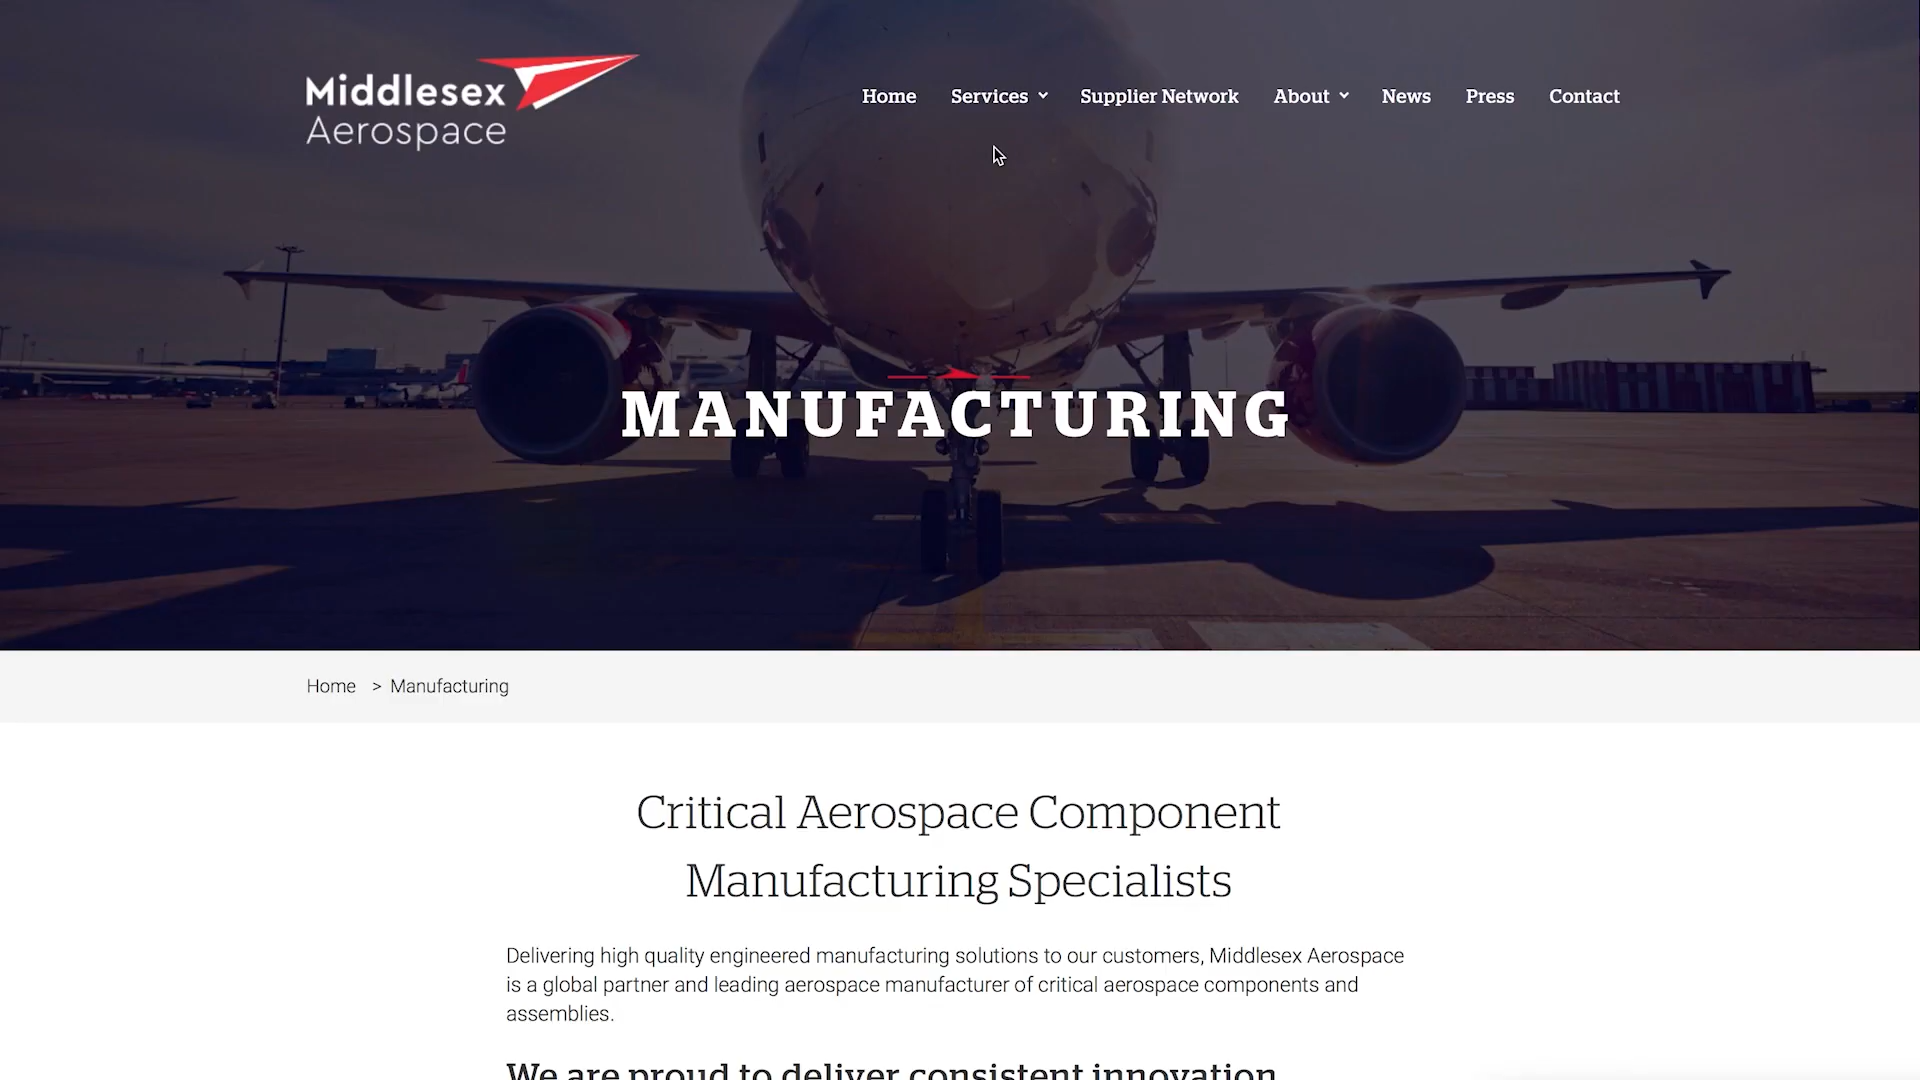 Middlesex
Aerospace
Home Services Supplier Network About News Press Contact
MANUFACTURING
Home > Manufacturing
Critical Aerospace Component
Manufacturing Specialists
Delivering high quality engineered manufacturing solutions to our customers, Middlesex Aerospace
is a global partner and leading aerospace manufacturer of critical aerospace components and
assemblies.
We are proud to deliver consistent innovation